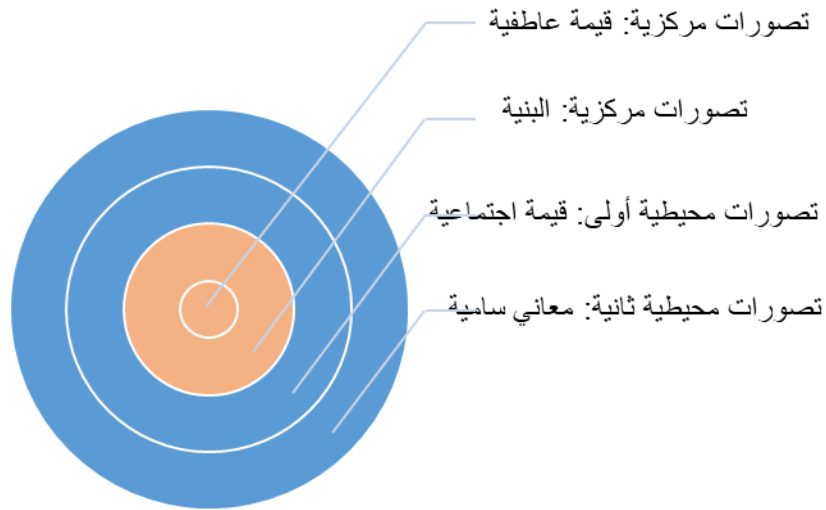 تصورات مركزية: قيمة عاطفية
تصورات مركزية: البنية
تصورات محيطية أولى: قيمة اجتماعية
تصورات محيطية ثانية: معاني سامية